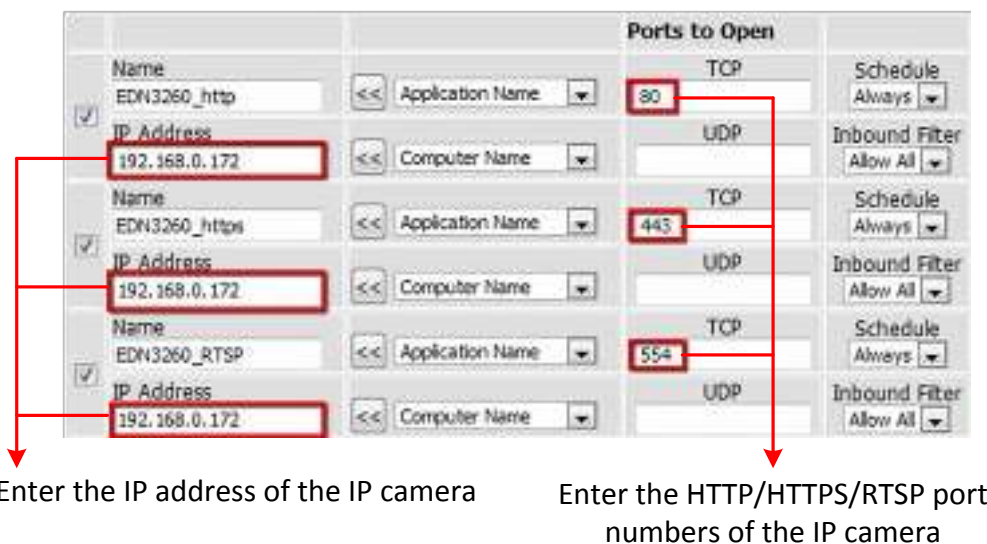 Ports to Open
Name TCP Schedule
EDN3260_http << Application Name 80 Always
IP Address UDP Inbound Filter
192.168.0.172 << Computer Name Allow All
Name TCP Schedule
EDN3260_https << Application Name 443 Always
IP Address UDP Inbound Filter
192.168.0.172 << Computer Name Allow All
Name TCP Schedule
EDN3260_RTSP << Application Name 554 Always
IP Address UDP Inbound Filter
192.168.0.172 << Computer Name Allow All
Enter the IP address of the IP camera
Enter the HTTP/HTTPS/RTSP port
numbers of the IP camera